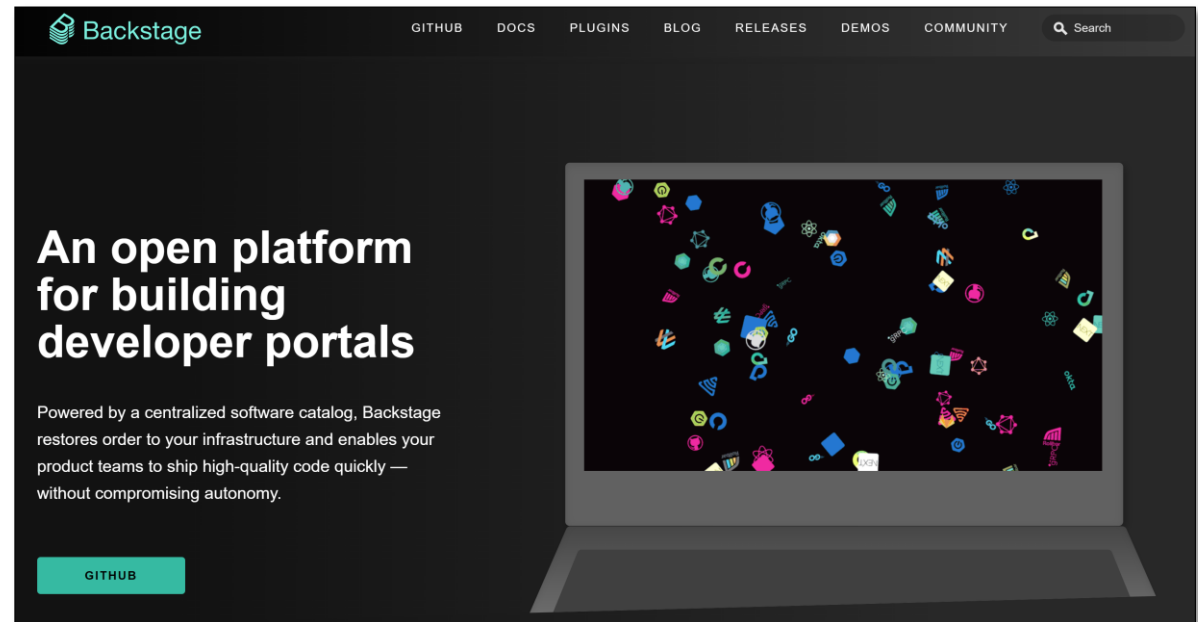 Backstage
GITHUB DOCS PLUGINS BLOG RELEASES DEMOS COMMUNITY Search
An open platform
for building
developer portals
Powered by a centralized software catalog, Backstage
restores order to your infrastructure and enables your
product teams to ship high-quality code quickly —
without compromising autonomy.
GITHUB
okta
okta